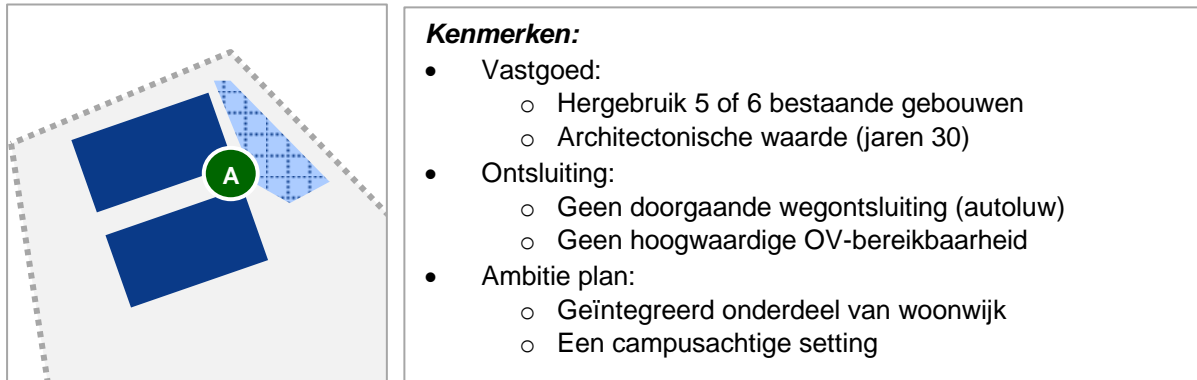 A
Kenmerken:
• Vastgoed:
o Hergebruik 5 of 6 bestaande gebouwen
o Architectonische waarde (jaren 30)
• Ontsluiting:
o Geen doorgaande wegontsluiting (autoluw)
o Geen hoogwaardige OV-bereikbaarheid
• Ambitie plan:
o Geïntegreerd onderdeel van woonwijk
o Een campusachtige setting